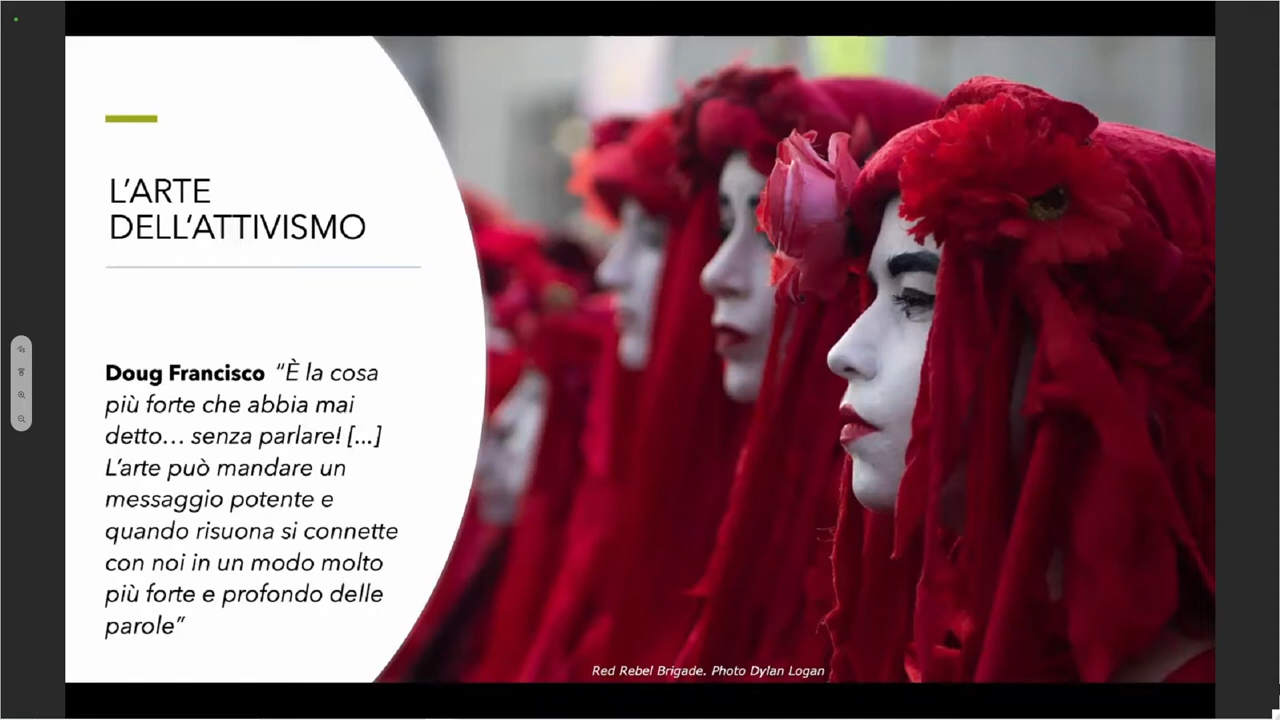 L'ARTE
DELL'ATTIVISMO
Doug Francisco “È la cosa
più forte che abbia mai
detto… senza parlare! [...]
L'arte può mandare un
messaggio potente e
quando risuona si connette
con noi in un modo molto
più forte e profondo delle
parole”
Red Rebel Brigade. Photo Dylan Logan